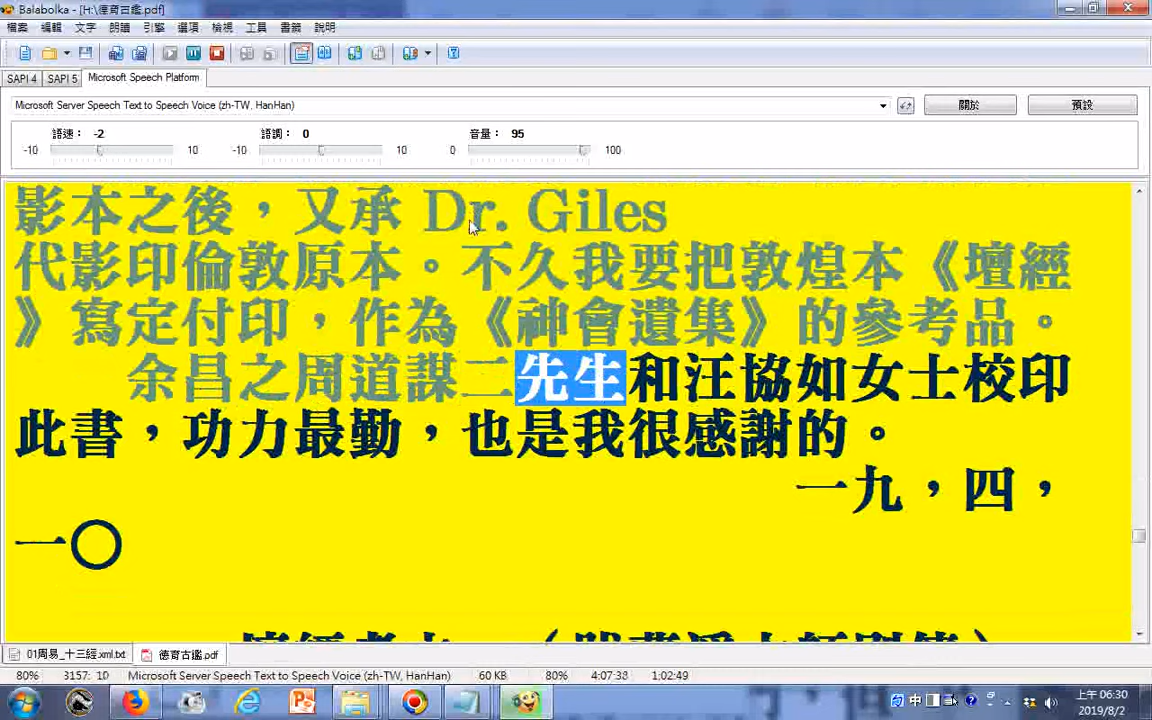 Balabolka - [H:\德育古鑑.pdf]
檔案 編輯 文字 朗讀 引擎 選項 檢視 工具 書籤 說明
SAPI 4 SAPI 5 Microsoft Speech Platform
Microsoft Server Speech Text to Speech Voice (zh-TW, HanHan) 關於 預設
語速： -2 語調： 0 音量： 95
-10 10 -10 10 0 100
影本之後，又承 Dr. Giles
代影印倫敦原本。不久我要把敦煌本《壇經
》寫定付印，作為《神會遺集》的參考品。
余昌之周道謀二先生和汪協如女士校印
此書，功力最勤，也是我很感謝的。
一九，四，
一〇
01周易_十三經.xml.txt 德育古鑑.pdf
80% 3157: 10 Microsoft Server Speech Text to Speech Voice (zh-TW, HanHan) 60 KB 80% 4:07:38 1:02:49
中 上午 06:30
2019/8/2